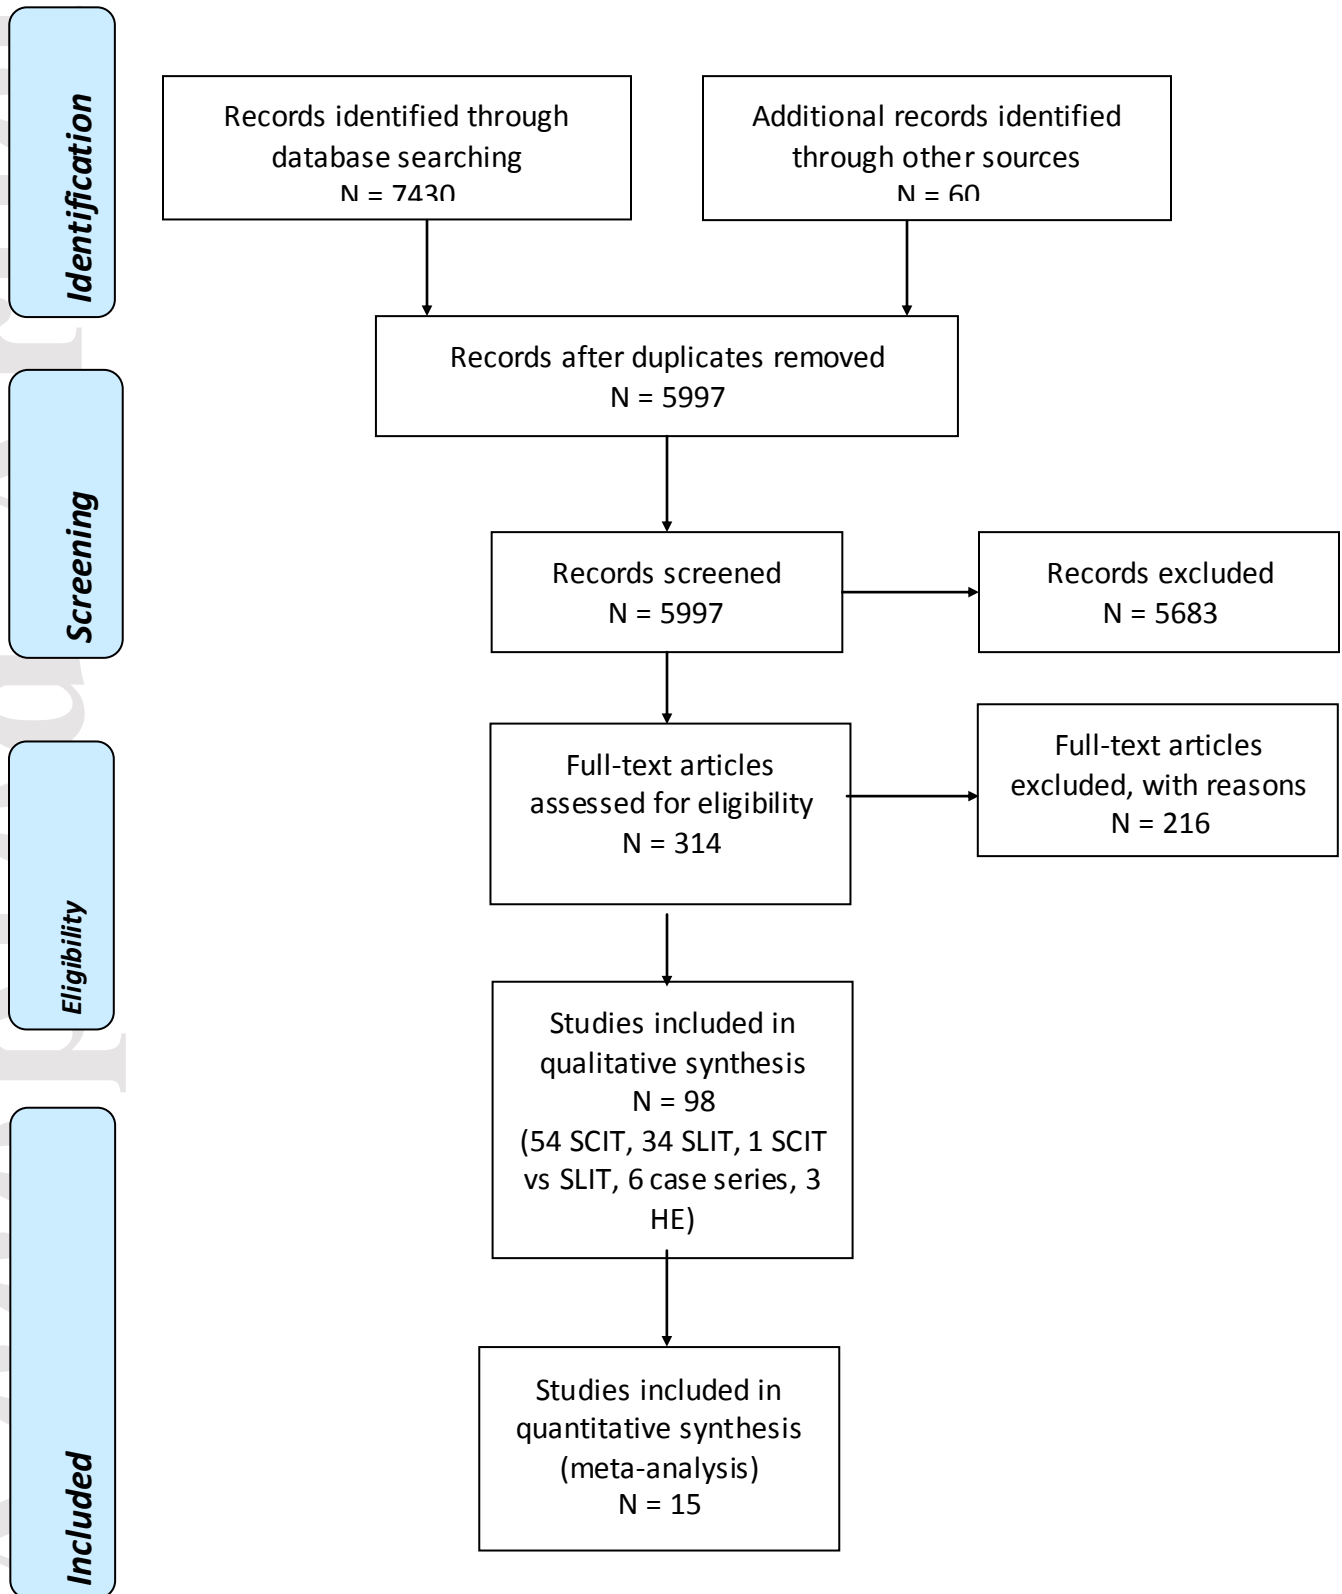 Identification
Records identified through
database searching
N = 7430
Additional records identified
through other sources
N = 60
Records after duplicates removed
N = 5997
Screening
Records screened
N = 5997
Records excluded
N = 5683
Eligibility
Full-text articles
assessed for eligibility
N = 314
Full-text articles
excluded, with reasons
N = 216
Studies included in
qualitative synthesis
N = 98
(54 SCIT, 34 SLIT, 1 SCIT
vs SLIT, 6 case series, 3
HE)
Included
Studies included in
quantitative synthesis
(meta-analysis)
N = 15